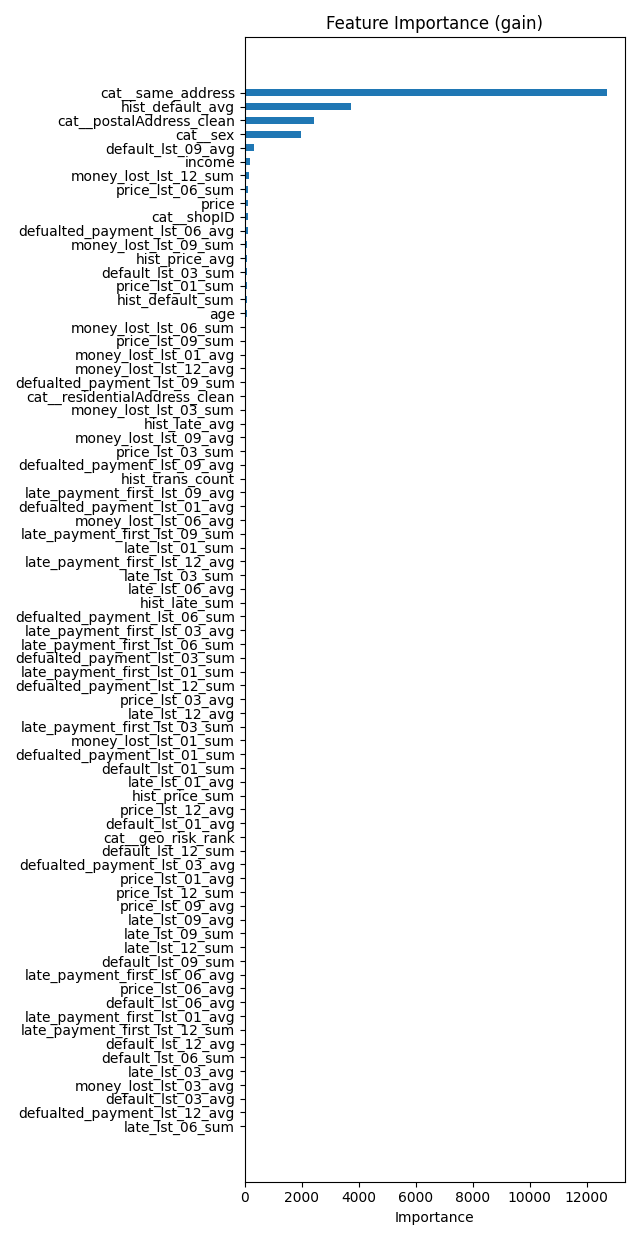 Feature Importance (gain)
cat__same_address
hist_default_avg
cat__postalAddress_clean
cat__sex
default_lst_09_avg
income
money_lost_lst_12_sum
price_lst_06_sum
price
cat__shopID
defualted_payment_lst_06_avg
money_lost_lst_09_sum
hist_price_avg
default_lst_03_sum
price_lst_01_sum
hist_default_sum
age
money_lost_lst_06_sum
price_lst_09_sum
money_lost_lst_01_avg
money_lost_lst_12_avg
defualted_payment_lst_09_sum
cat__residentialAddress_clean
money_lost_lst_03_sum
hist_late_avg
money_lost_lst_09_avg
price_lst_03_sum
defualted_payment_lst_09_avg
hist_trans_count
late_payment_first_lst_09_avg
defualted_payment_lst_01_avg
money_lost_lst_06_avg
late_payment_first_lst_09_sum
late_lst_01_sum
late_payment_first_lst_12_avg
late_lst_03_sum
late_lst_06_avg
hist_late_sum
defualted_payment_lst_06_sum
late_payment_first_lst_03_avg
late_payment_first_lst_06_sum
defualted_payment_lst_03_sum
late_payment_first_lst_01_sum
defualted_payment_lst_12_sum
price_lst_03_avg
late_lst_12_avg
late_payment_first_lst_03_sum
money_lost_lst_01_sum
defualted_payment_lst_01_sum
default_lst_01_sum
late_lst_01_avg
hist_price_sum
price_lst_12_avg
default_lst_01_avg
cat__geo_risk_rank
default_lst_12_sum
defualted_payment_lst_03_avg
price_lst_01_avg
price_lst_12_sum
price_lst_09_avg
late_lst_09_avg
late_lst_09_sum
late_lst_12_sum
default_lst_09_sum
late_payment_first_lst_06_avg
price_lst_06_avg
default_lst_06_avg
late_payment_first_lst_01_avg
late_payment_first_lst_12_sum
default_lst_12_avg
default_lst_06_sum
late_lst_03_avg
money_lost_lst_03_avg
default_lst_03_avg
defualted_payment_lst_12_avg
late_lst_06_sum
0 2000 4000 6000 8000 10000 12000
Importance